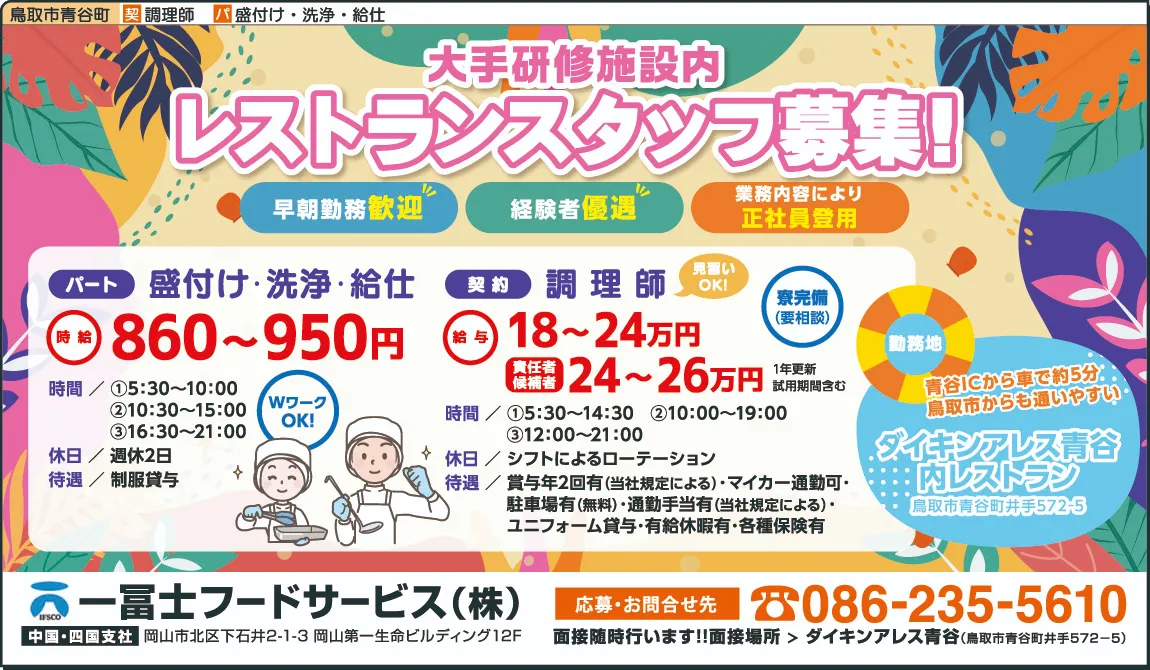 鳥取市青谷町 契 調理師 パ 盛付け・洗浄・給仕
大手研修施設内
レストランスタッフ募集!
早朝勤務歓迎
経験者優遇
業務内容により
正社員登用
パート 盛付け・洗浄・給仕
時給 860～950円
時間／①5:30～10:00
②10:30～15:00
③16:30～21:00
休日／週休2日
待遇／制服貸与
WワークOK!
契約 調理師
見習いOK!
給与 18～24万円
責任者候補者 24～26万円
1年更新
試用期間含む
寮完備
(要相談)
時間／①5:30～14:30 ②10:00～19:00
③12:00～21:00
休日／シフトによるローテーション
待遇／賞与年2回有(当社規定による)・マイカー通勤可・
駐車場有(無料)・通勤手当有(当社規定による)・
ユニフォーム貸与・有給休暇有・各種保険有
勤務地
青谷ICから車で約5分
鳥取市からも通いやすい
ダイキンアレス青谷
内レストラン
鳥取市青谷町井手572-5
IFSCO
一冨士フードサービス(株)
中国・四国支社 岡山市北区下石井2-1-3 岡山第一生命ビルディング12F
応募・お問合せ先 ☎086-235-5610
面接随時行います!!面接場所 > ダイキンアレス青谷(鳥取市青谷町井手572−5)